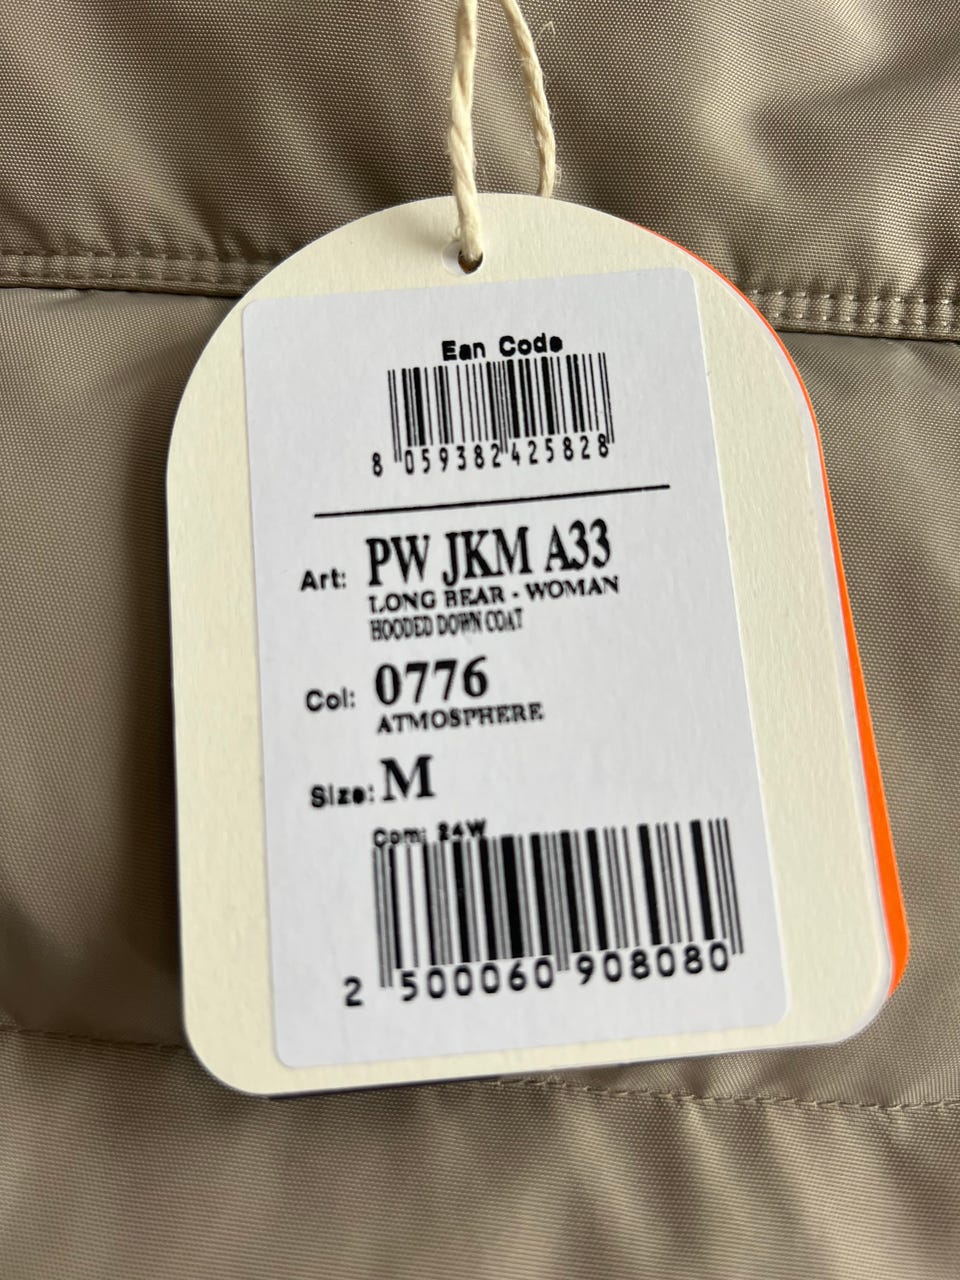 Ean Code
8 059382 425828
Art: PW JKM A33
LONG BEAR - WOMAN
HOODED DOWN COAT
Col: 0776
ATMOSPHERE
Size: M
Com: 24W
2 500060 908080